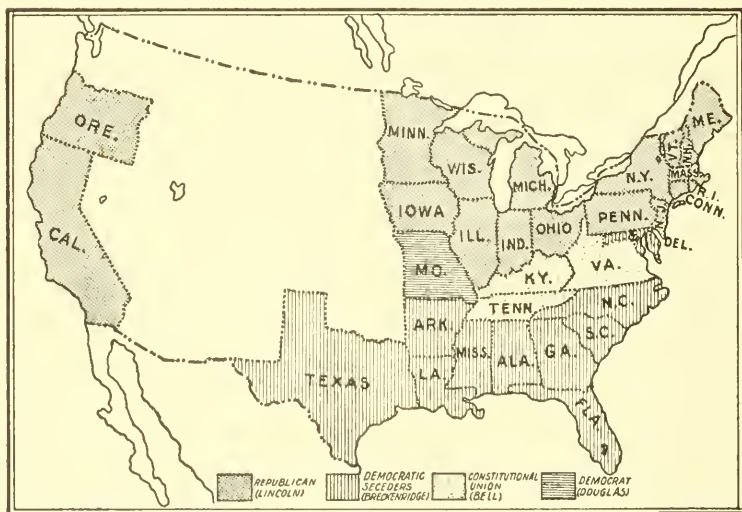 ORE.
CAL.
MINN.
WIS.
MICH.
IOWA
ILL.
IND.
OHIO
PENN.
N.Y.
VT.
N.H.
ME.
MASS.
R.I.
CONN.
DEL.
MO.
KY.
VA.
TENN.
N.C.
ARK.
MISS.
ALA.
GA.
S.C.
LA.
TEXAS
FLA.
REPUBLICAN
(LINCOLN)
DEMOCRATIC
SECEDERS
(BRECKENRIDGE)
CONSTITUTIONAL
UNION
(BELL)
DEMOCRAT
(DOUGLAS)